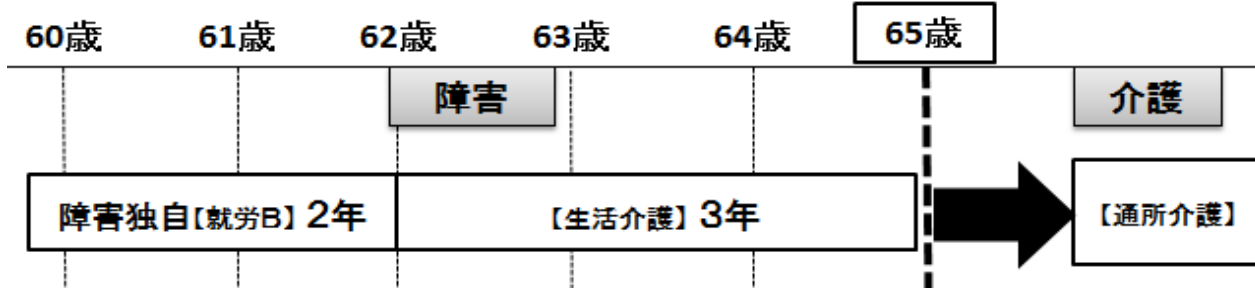 60歳 61歳 62歳 63歳 64歳 65歳
障害 介護
障害独自【就労B】2年 【生活介護】3年 【通所介護】